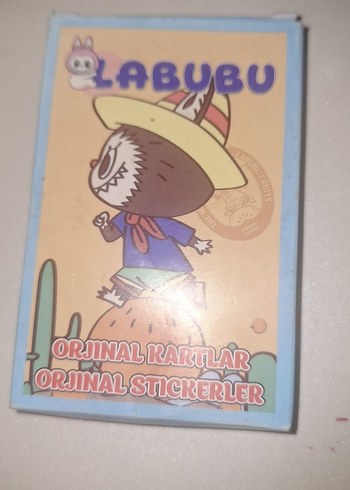 LABUBU
ORJINAL KARTLAR
ORJINAL STICKERLER